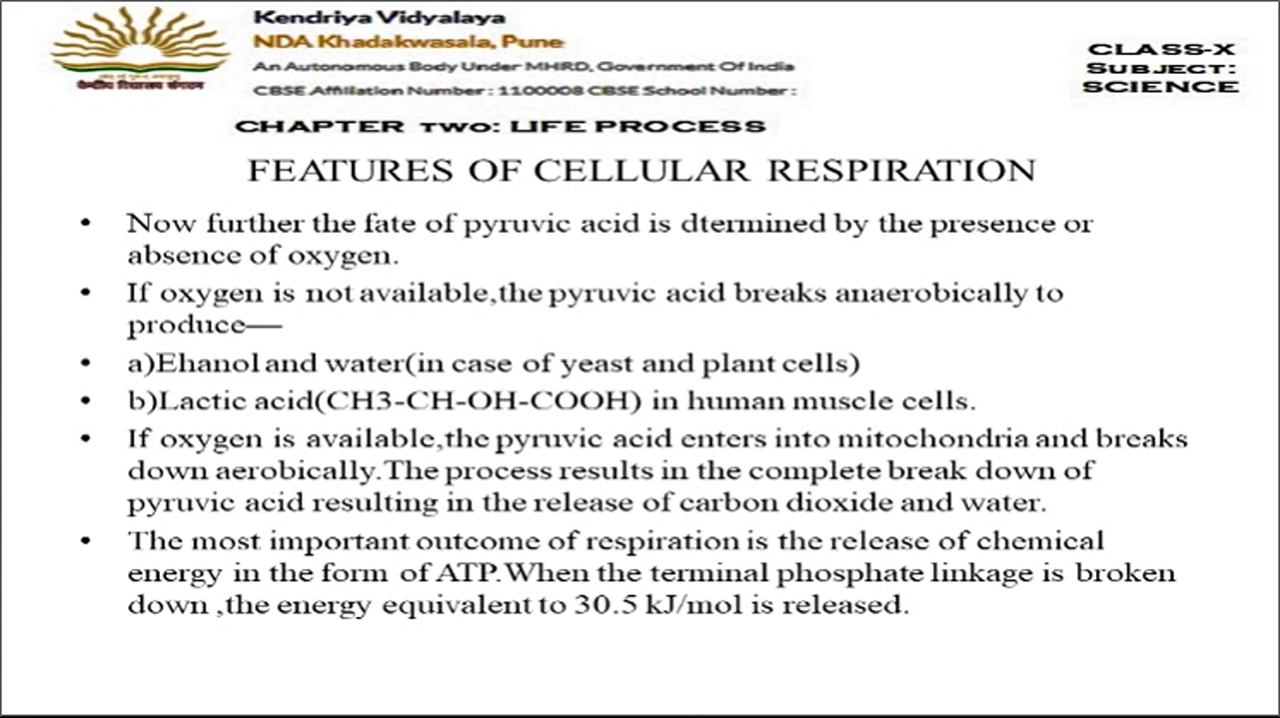 Kendriya Vidyalaya
NDA Khadakwasala, Pune
An Autonomous Body Under MHRD, Government Of India
CBSE Affiliation Number : 1100008 CBSE School Number :
केन्द्रीय विद्यालय संगठन
CLASS-X
SUBJECT:
SCIENCE
CHAPTER TWO: LIFE PROCESS
FEATURES OF CELLULAR RESPIRATION
• Now further the fate of pyruvic acid is dtermined by the presence or
absence of oxygen.
• If oxygen is not available,the pyruvic acid breaks anaerobically to
produce—
• a)Ehanol and water(in case of yeast and plant cells)
• b)Lactic acid(CH3-CH-OH-COOH) in human muscle cells.
• If oxygen is available,the pyruvic acid enters into mitochondria and breaks
down aerobically.The process results in the complete break down of
pyruvic acid resulting in the release of carbon dioxide and water.
• The most important outcome of respiration is the release of chemical
energy in the form of ATP.When the terminal phosphate linkage is broken
down ,the energy equivalent to 30.5 kJ/mol is released.